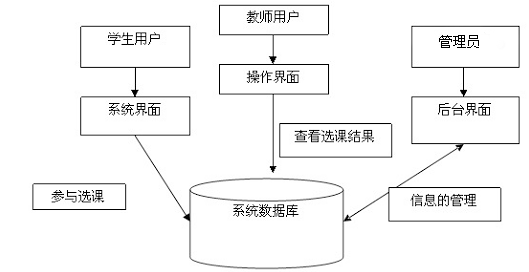 学生用户
教师用户
管理员
系统界面
操作界面
后台界面
查看选课结果
参与选课
系统数据库
信息的管理